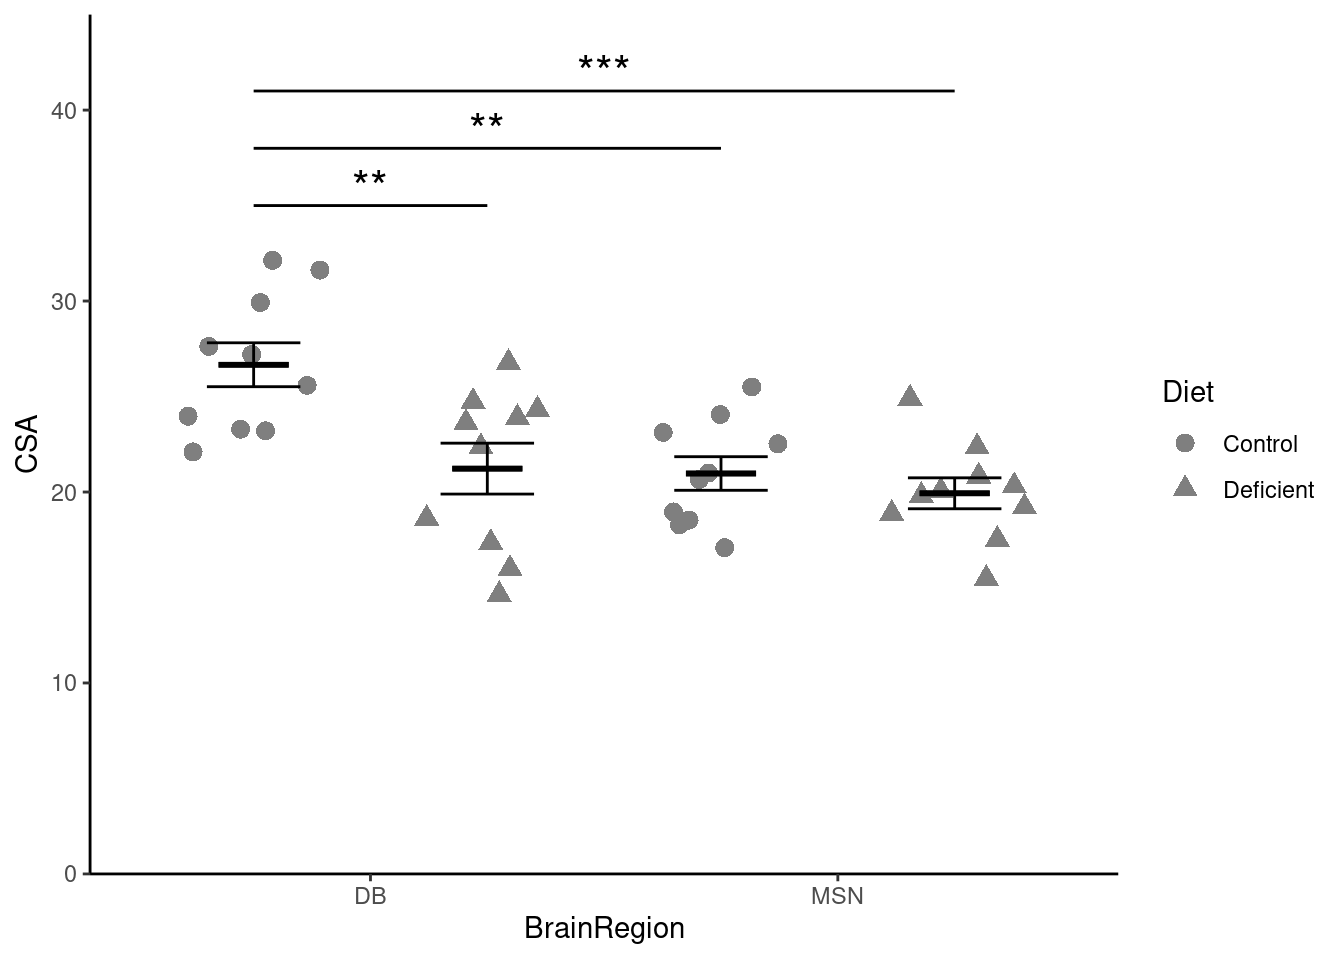 ***
**
**
40
30
20
10
0
CSA
DB
MSN
BrainRegion
Diet
Control
Deficient